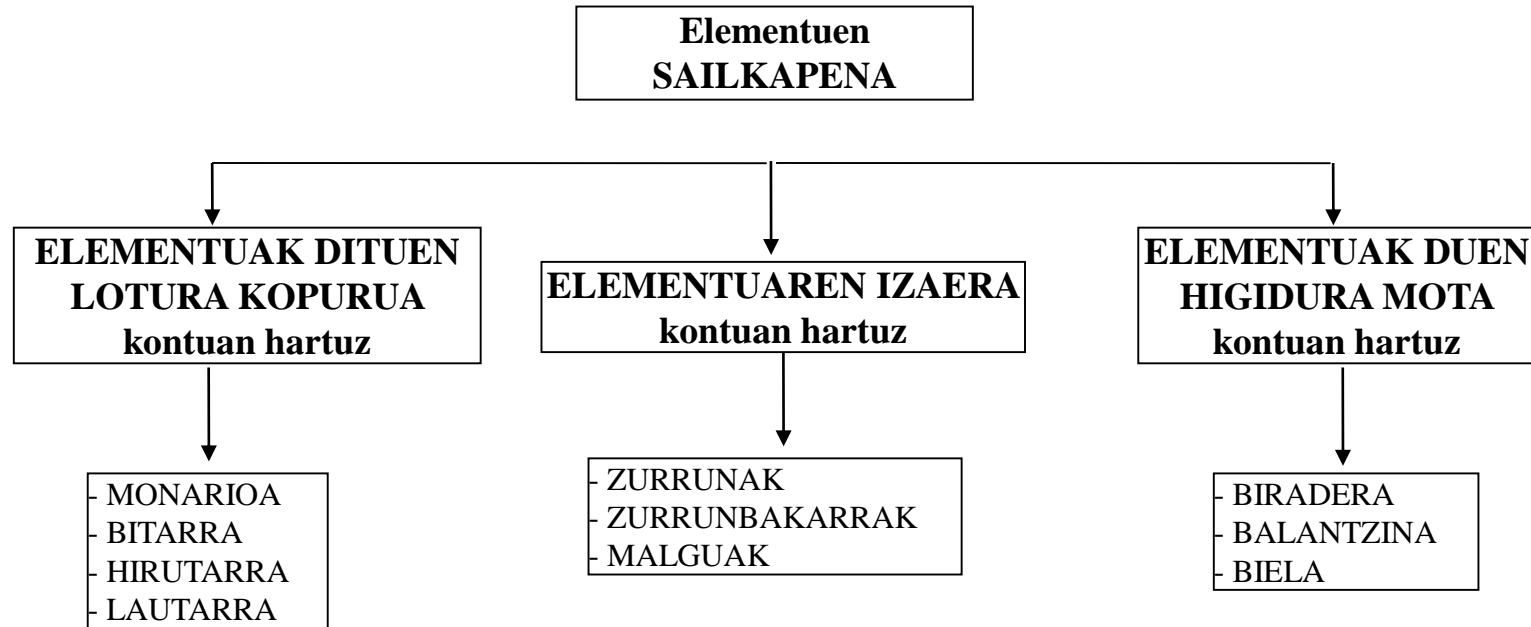 Elementuen
SAILKAPENA
ELEMENTUAK DITUEN
LOTURA KOPURUA
kontuan hartuz
ELEMENTUAREN IZAERA
kontuan hartuz
ELEMENTUAK DUEN
HIGIDURA MOTA
kontuan hartuz
- MONARIOA
- BITARRA
- HIRUTARRA
- LAUTARRA
- ZURRUNAK
- ZURRUNBAKARRAK
- MALGUAK
- BIRADERA
- BALANTZINA
- BIELA